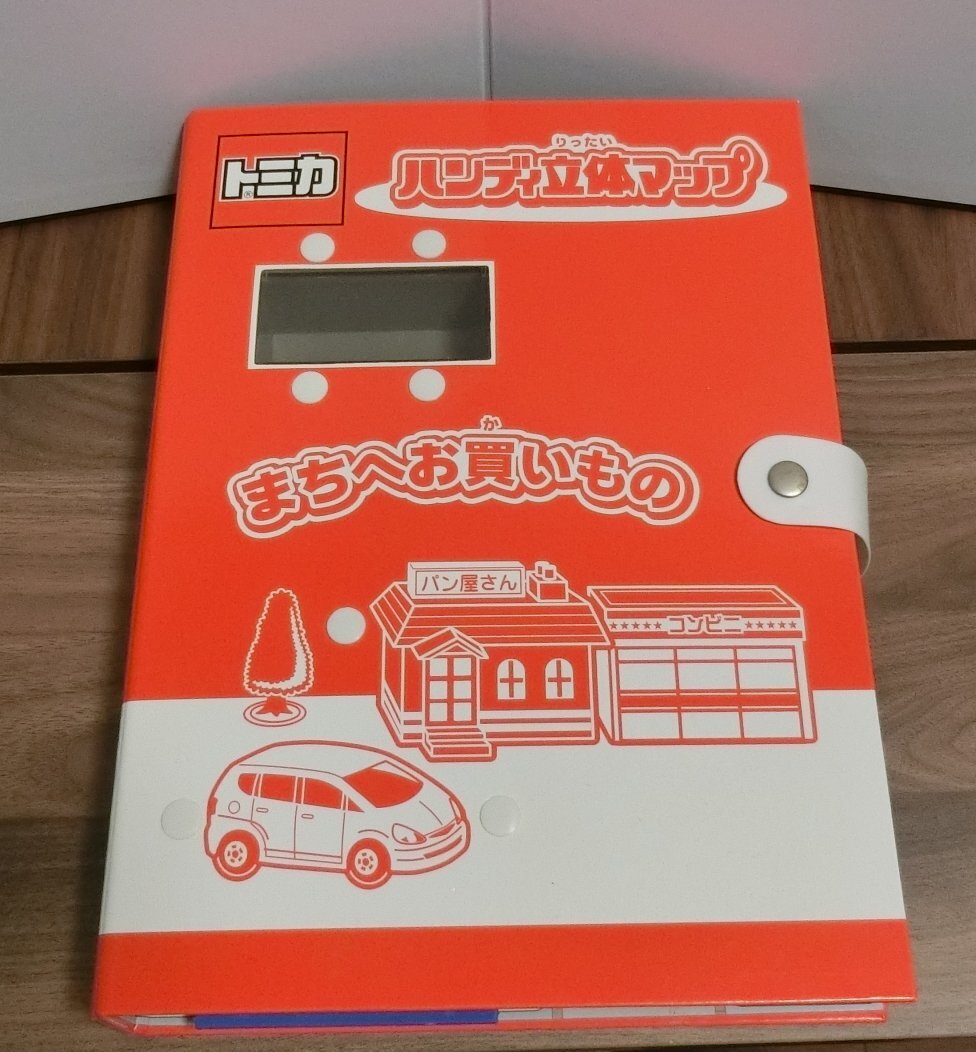 トミカ®
りったい
ハンディ立体マップ
か
まちへお買いもの
パン屋さん
★★★★★コンビニ★★★★★